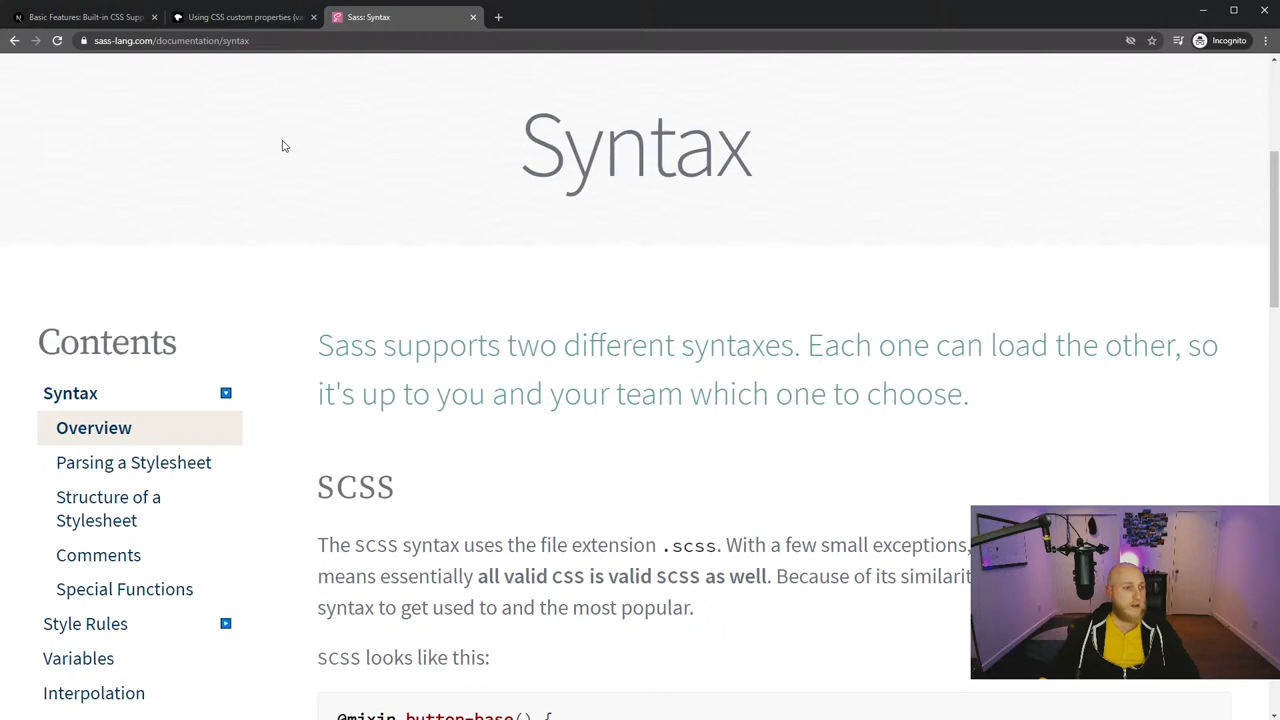 Basic Features: Built-in CSS Supp
Using CSS custom properties (va
Sass: Syntax
sass-lang.com/documentation/syntax
Incognito
Syntax
Contents
Syntax
Overview
Parsing a Stylesheet
Structure of a
Stylesheet
Comments
Special Functions
Style Rules
Variables
Interpolation
Sass supports two different syntaxes. Each one can load the other, so
it's up to you and your team which one to choose.
SCSS
The SCSS syntax uses the file extension .scss. With a few small exceptions,
means essentially all valid CSS is valid SCSS as well. Because of its similarit
syntax to get used to and the most popular.
SCSS looks like this:
@mixin button-base() {